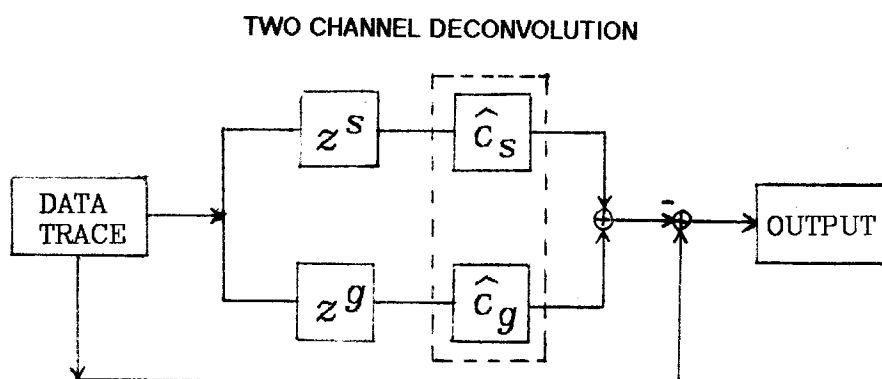 TWO CHANNEL DECONVOLUTION
z^s
ĉ_s
DATA
TRACE
-
OUTPUT
z^g
ĉ_g